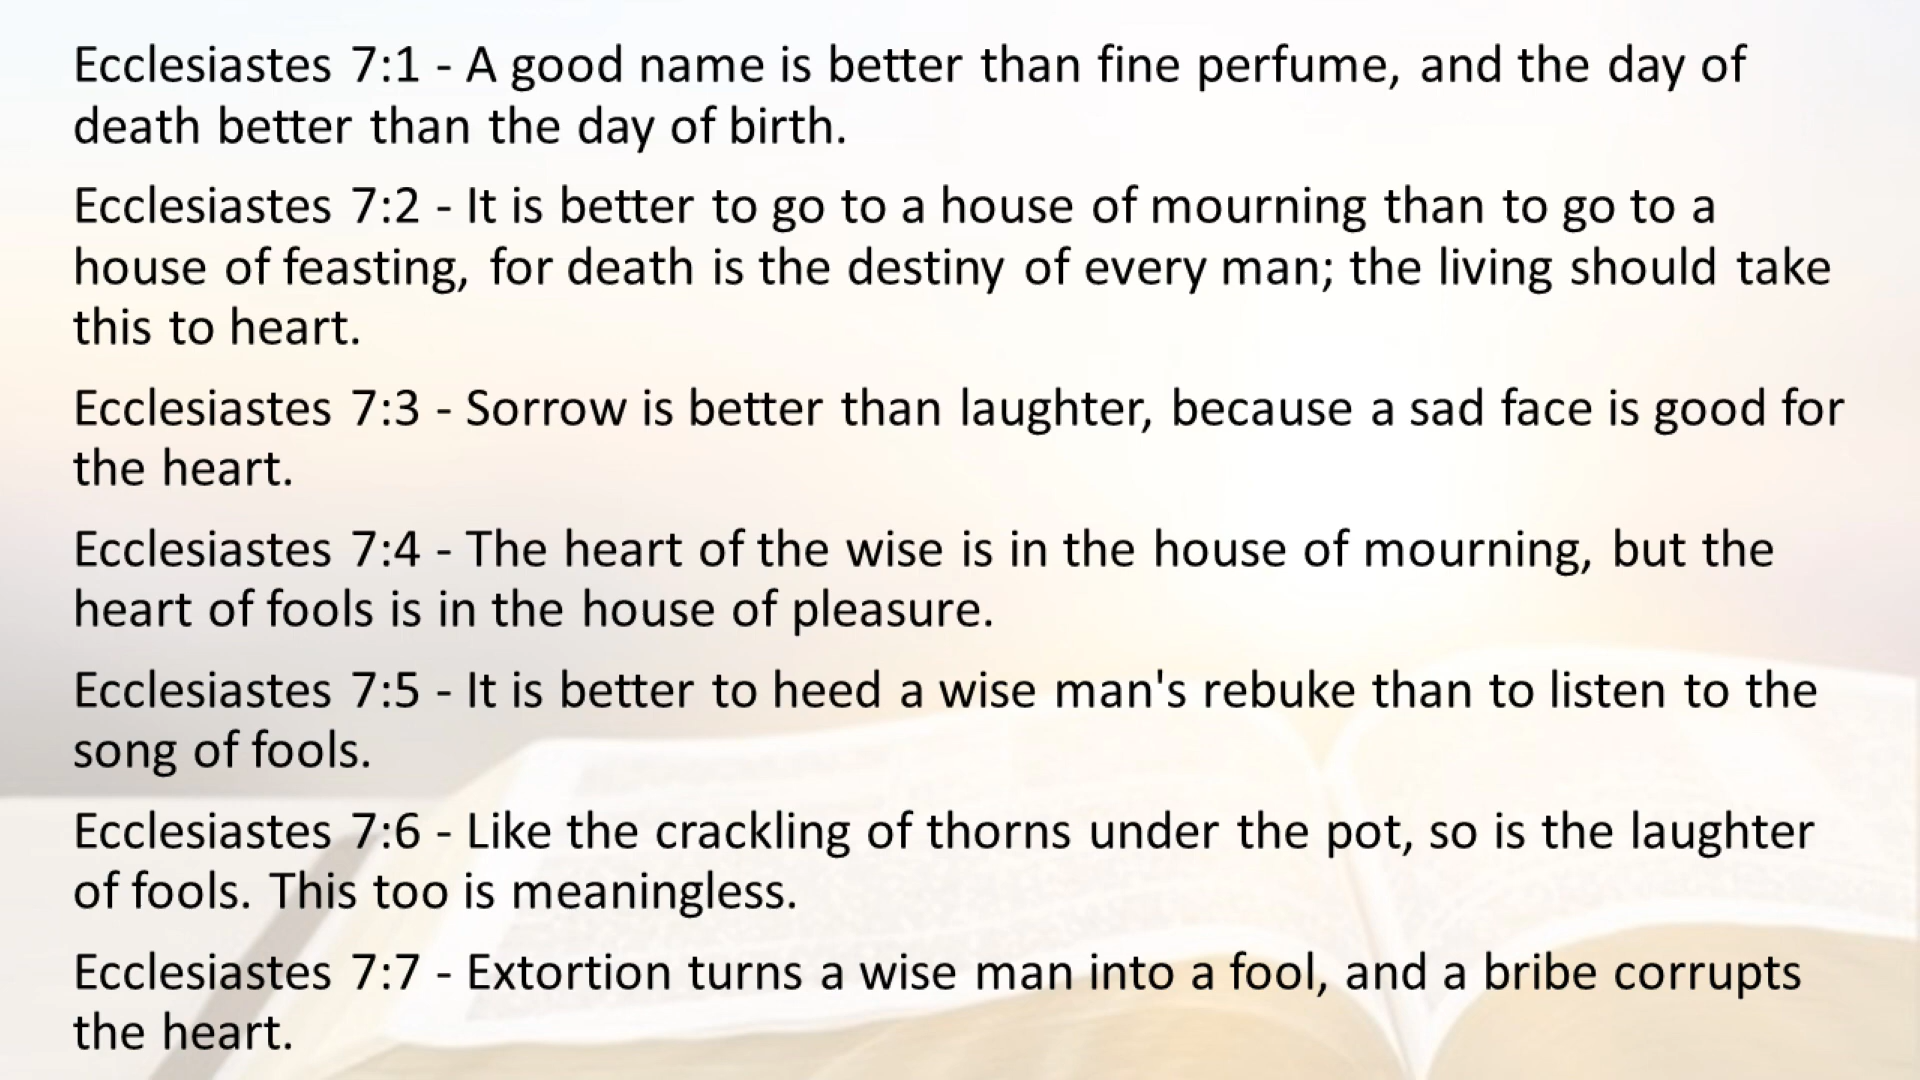 Ecclesiastes 7:1 - A good name is better than fine perfume, and the day of
death better than the day of birth.
Ecclesiastes 7:2 - It is better to go to a house of mourning than to go to a
house of feasting, for death is the destiny of every man; the living should take
this to heart.
Ecclesiastes 7:3 - Sorrow is better than laughter, because a sad face is good for
the heart.
Ecclesiastes 7:4 - The heart of the wise is in the house of mourning, but the
heart of fools is in the house of pleasure.
Ecclesiastes 7:5 - It is better to heed a wise man's rebuke than to listen to the
song of fools.
Ecclesiastes 7:6 - Like the crackling of thorns under the pot, so is the laughter
of fools. This too is meaningless.
Ecclesiastes 7:7 - Extortion turns a wise man into a fool, and a bribe corrupts
the heart.